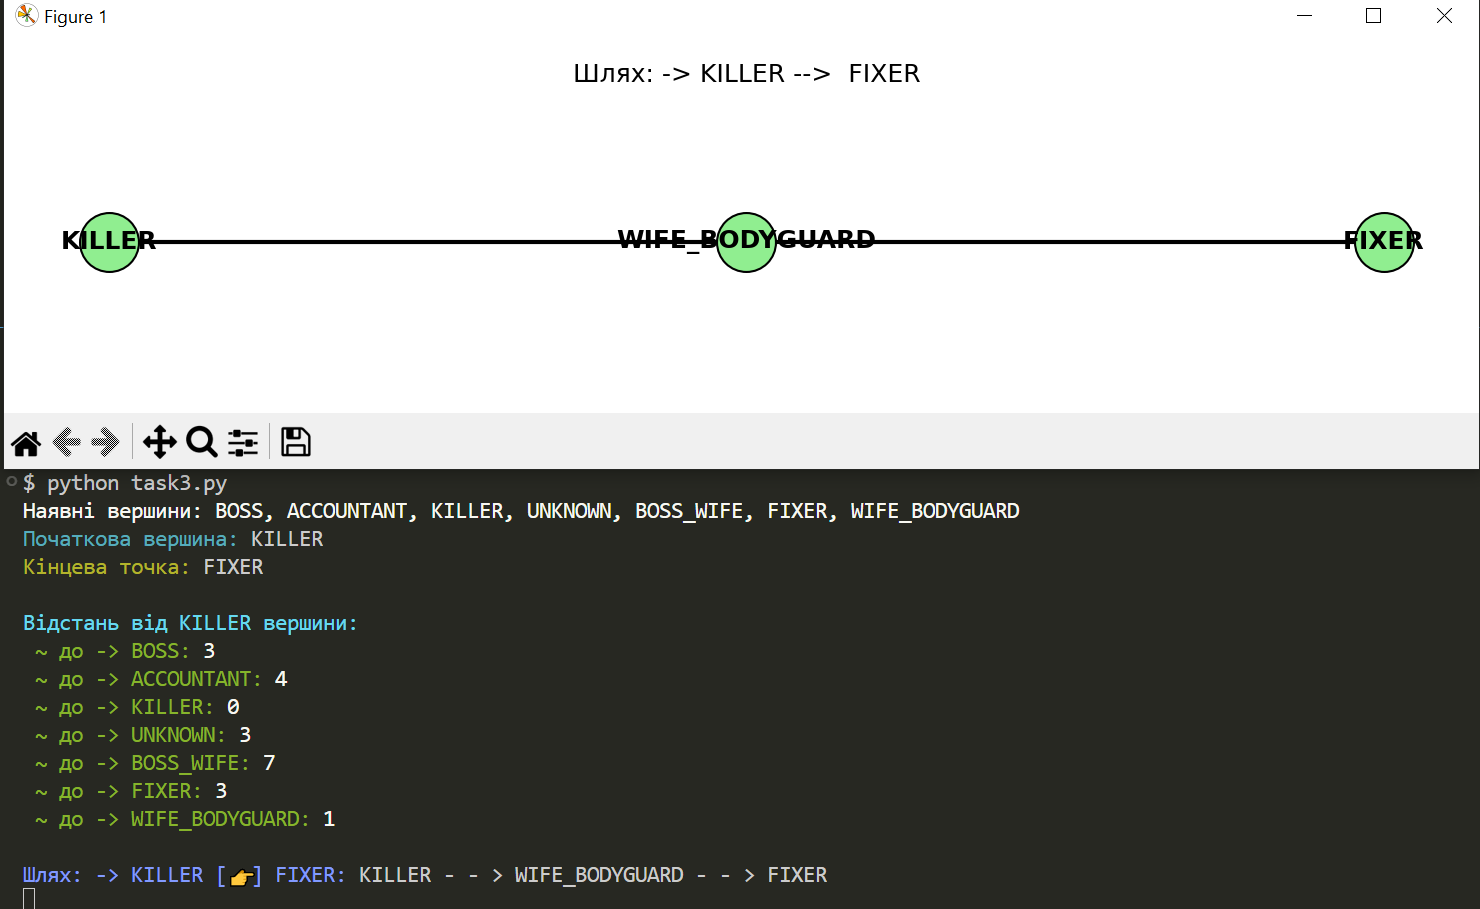 Figure 1
Шлях: -> KILLER --> FIXER
KILLER WIFE_BODYGUARD FIXER
$ python task3.py
Наявні вершини: BOSS, ACCOUNTANT, KILLER, UNKNOWN, BOSS_WIFE, FIXER, WIFE_BODYGUARD
Початкова вершина: KILLER
Кінцева точка: FIXER
Відстань від KILLER вершини:
~ до -> BOSS: 3
~ до -> ACCOUNTANT: 4
~ до -> KILLER: 0
~ до -> UNKNOWN: 3
~ до -> BOSS_WIFE: 7
~ до -> FIXER: 3
~ до -> WIFE_BODYGUARD: 1
Шлях: -> KILLER [👉] FIXER: KILLER - - > WIFE_BODYGUARD - - > FIXER